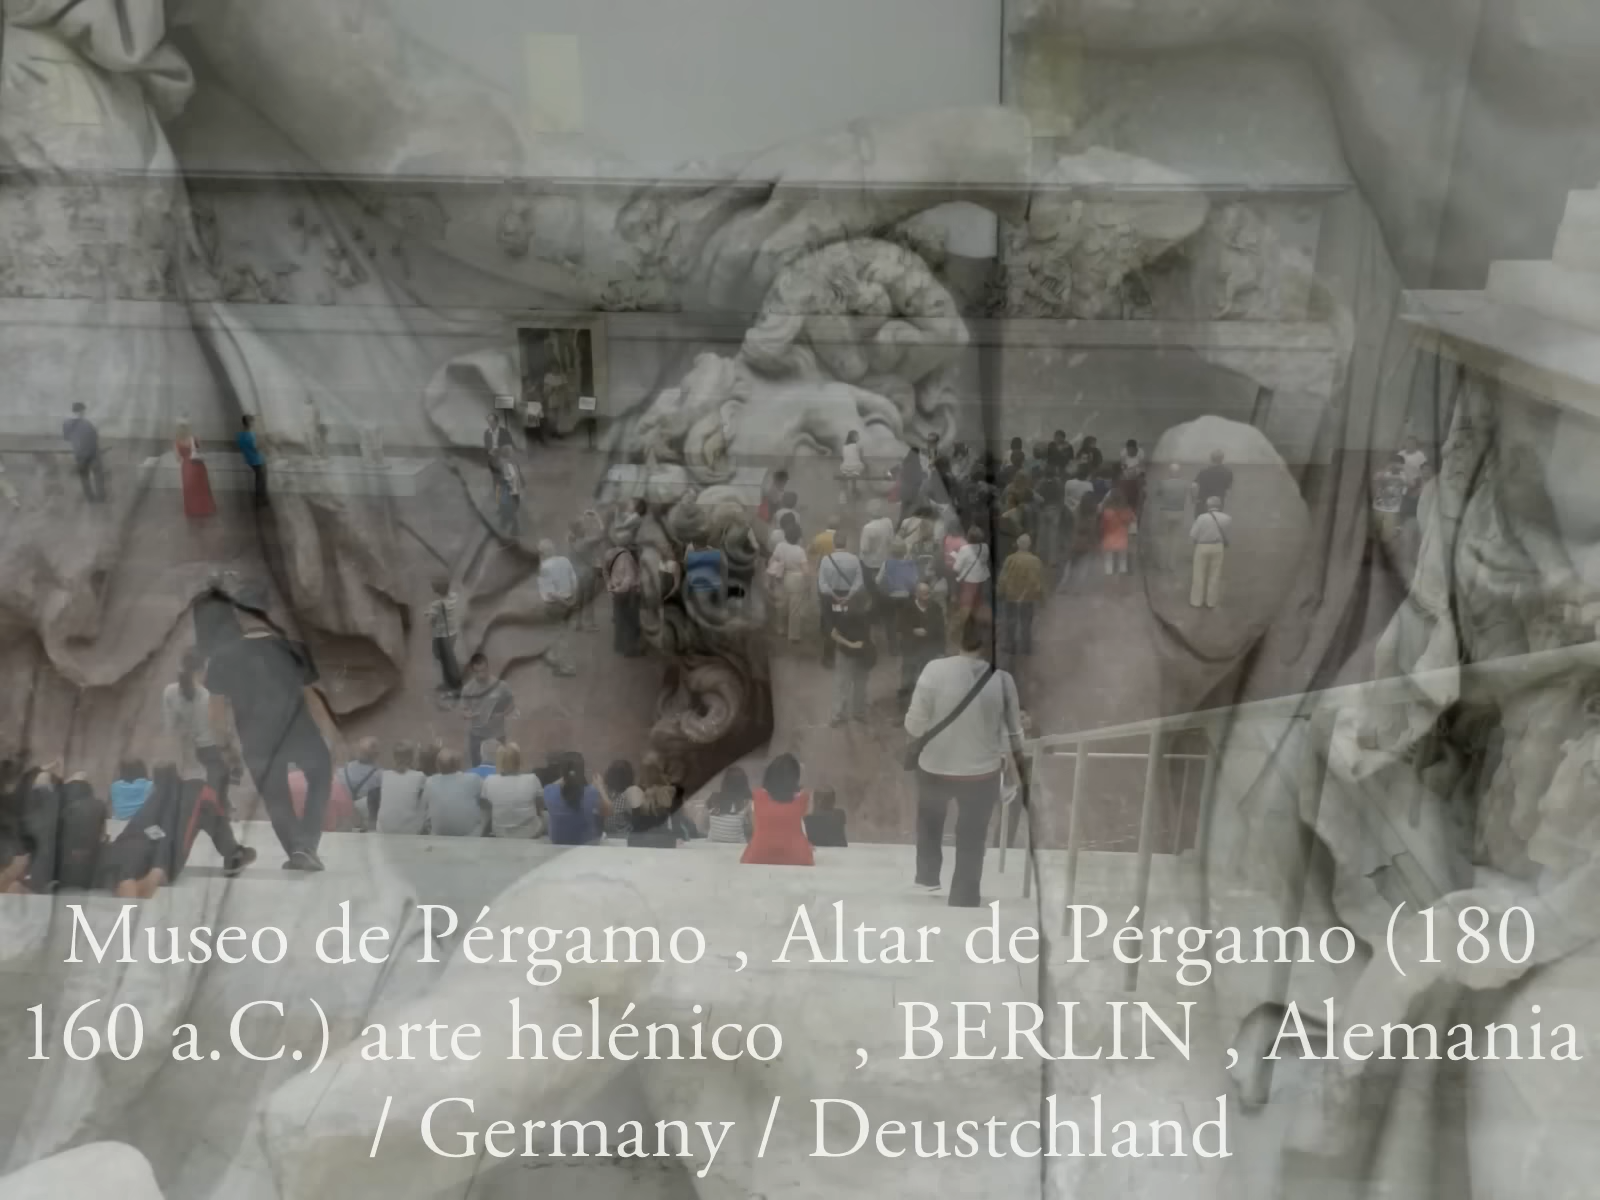 Museo de Pérgamo , Altar de Pérgamo (180
160 a.C.) arte helénico , BERLIN , Alemania
/ Germany / Deustchland